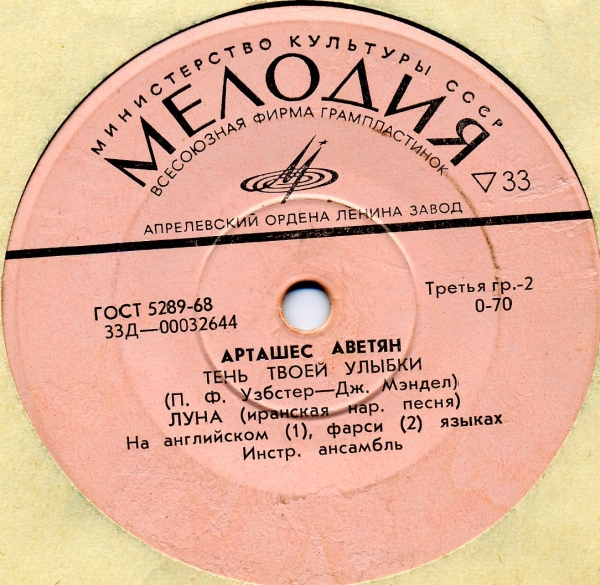 МИНИСТЕРСТВО КУЛЬТУРЫ СССР
МЕЛОДИЯ
ВСЕСОЮЗНАЯ ФИРМА ГРАМПЛАСТИНОК
▽ 33
АПРЕЛЕВСКИЙ ОРДЕНА ЛЕНИНА ЗАВОД
ГОСТ 5289-68
33Д—00032644
Третья гр.-2
0-70
АРТАШЕС АВЕТЯН
ТЕНЬ ТВОЕЙ УЛЫБКИ
(П. Ф. Уэбстер—Дж. Мэндел)
ЛУНА (иранская нар. песня)
На английском (1), фарси (2) языках
Инстр. ансамбль